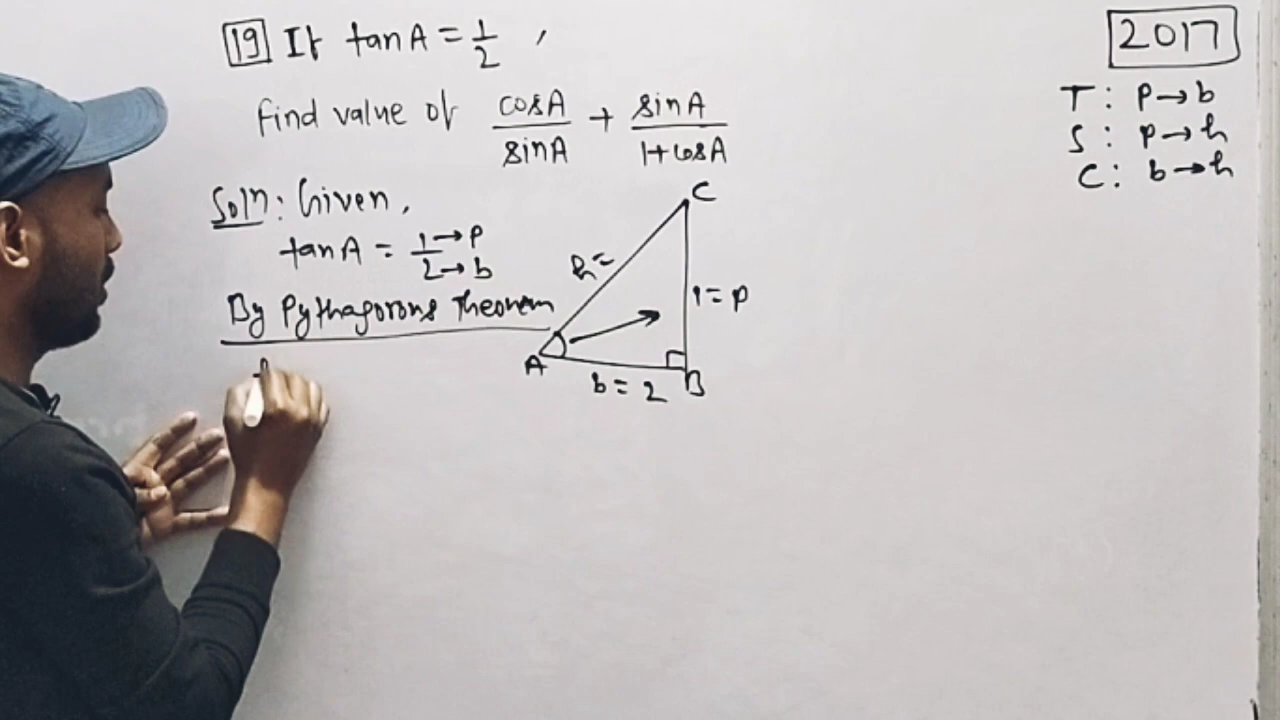 19 If tanA = 1/2 ,
2017
T : P → b
S : P → h
C : b → h
find value of cosA/sinA + sinA/(1+cosA)
Soln : Given,
tanA = 1→P / 2→b
By Pythagorons Theorem
C
h =
1 = P
A
b = 2
B
h